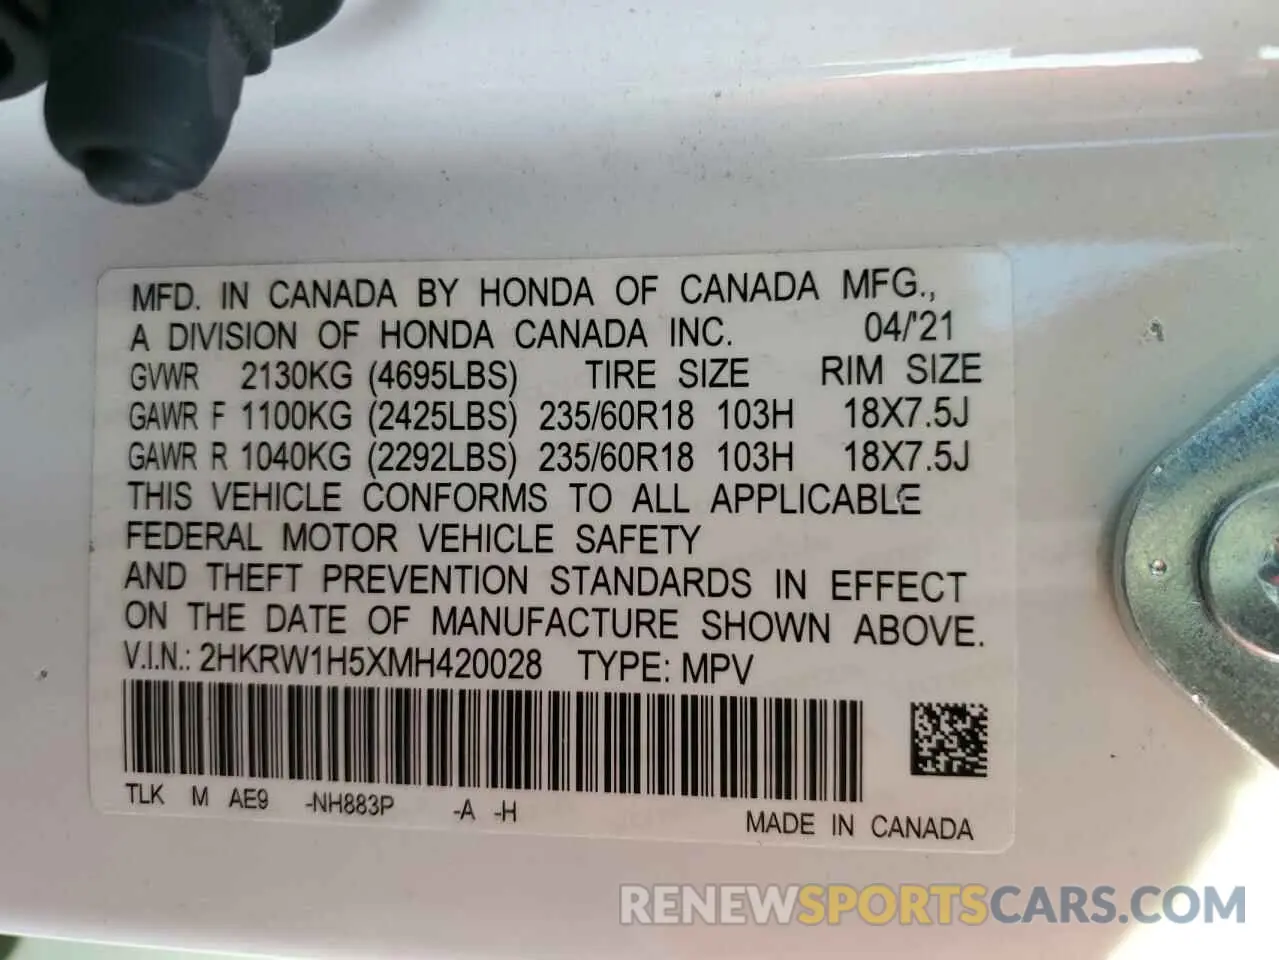 MFD. IN CANADA BY HONDA OF CANADA MFG.,
A DIVISION OF HONDA CANADA INC. 04/'21
GVWR 2130KG (4695LBS) TIRE SIZE RIM SIZE
GAWR F 1100KG (2425LBS) 235/60R18 103H 18X7.5J
GAWR R 1040KG (2292LBS) 235/60R18 103H 18X7.5J
THIS VEHICLE CONFORMS TO ALL APPLICABLE
FEDERAL MOTOR VEHICLE SAFETY
AND THEFT PREVENTION STANDARDS IN EFFECT
ON THE DATE OF MANUFACTURE SHOWN ABOVE.
V.I.N.: 2HKRW1H5XMH420028 TYPE: MPV
TLK M AE9 -NH883P -A -H
MADE IN CANADA
RENEWSPORTSCARS.COM